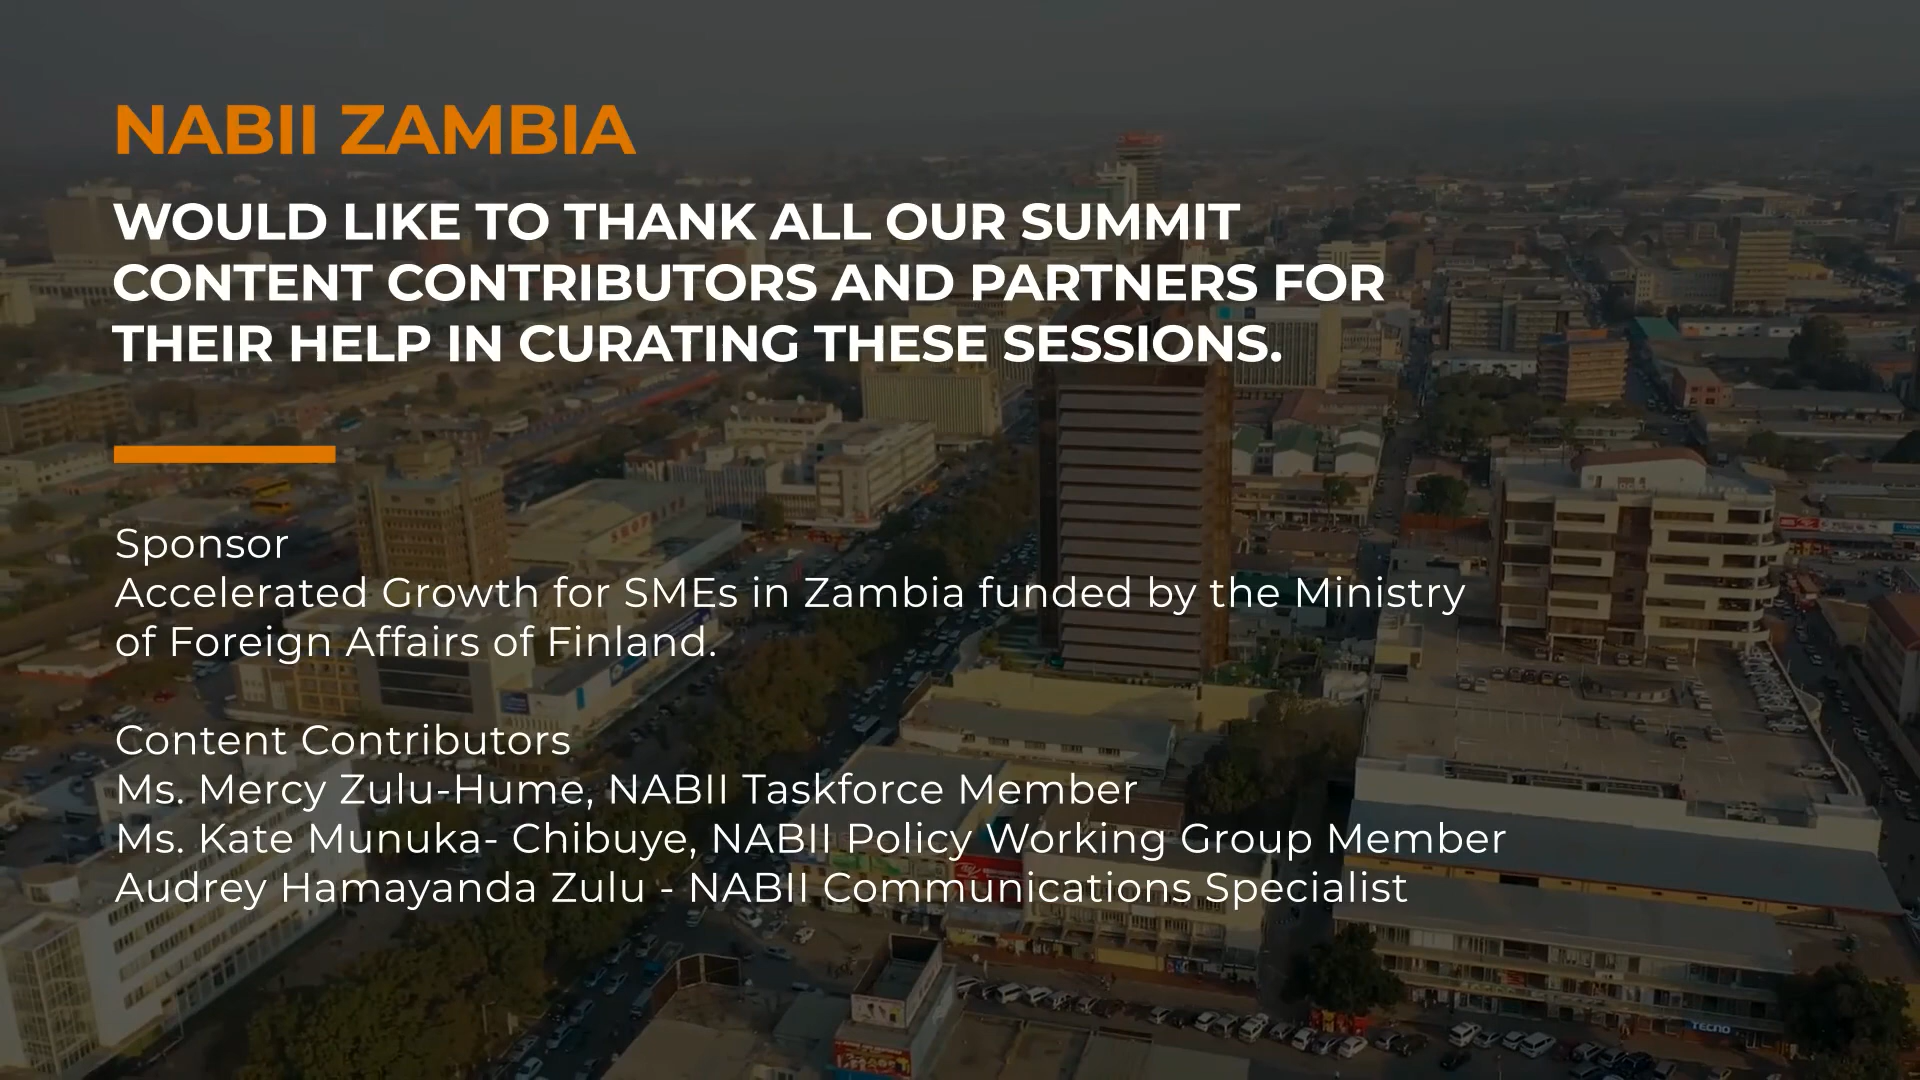 NABII ZAMBIA
WOULD LIKE TO THANK ALL OUR SUMMIT
CONTENT CONTRIBUTORS AND PARTNERS FOR
THEIR HELP IN CURATING THESE SESSIONS.
Sponsor
Accelerated Growth for SMEs in Zambia funded by the Ministry
of Foreign Affairs of Finland.
Content Contributors
Ms. Mercy Zulu-Hume, NABII Taskforce Member
Ms. Kate Munuka- Chibuye, NABII Policy Working Group Member
Audrey Hamayanda Zulu - NABII Communications Specialist
TECNO